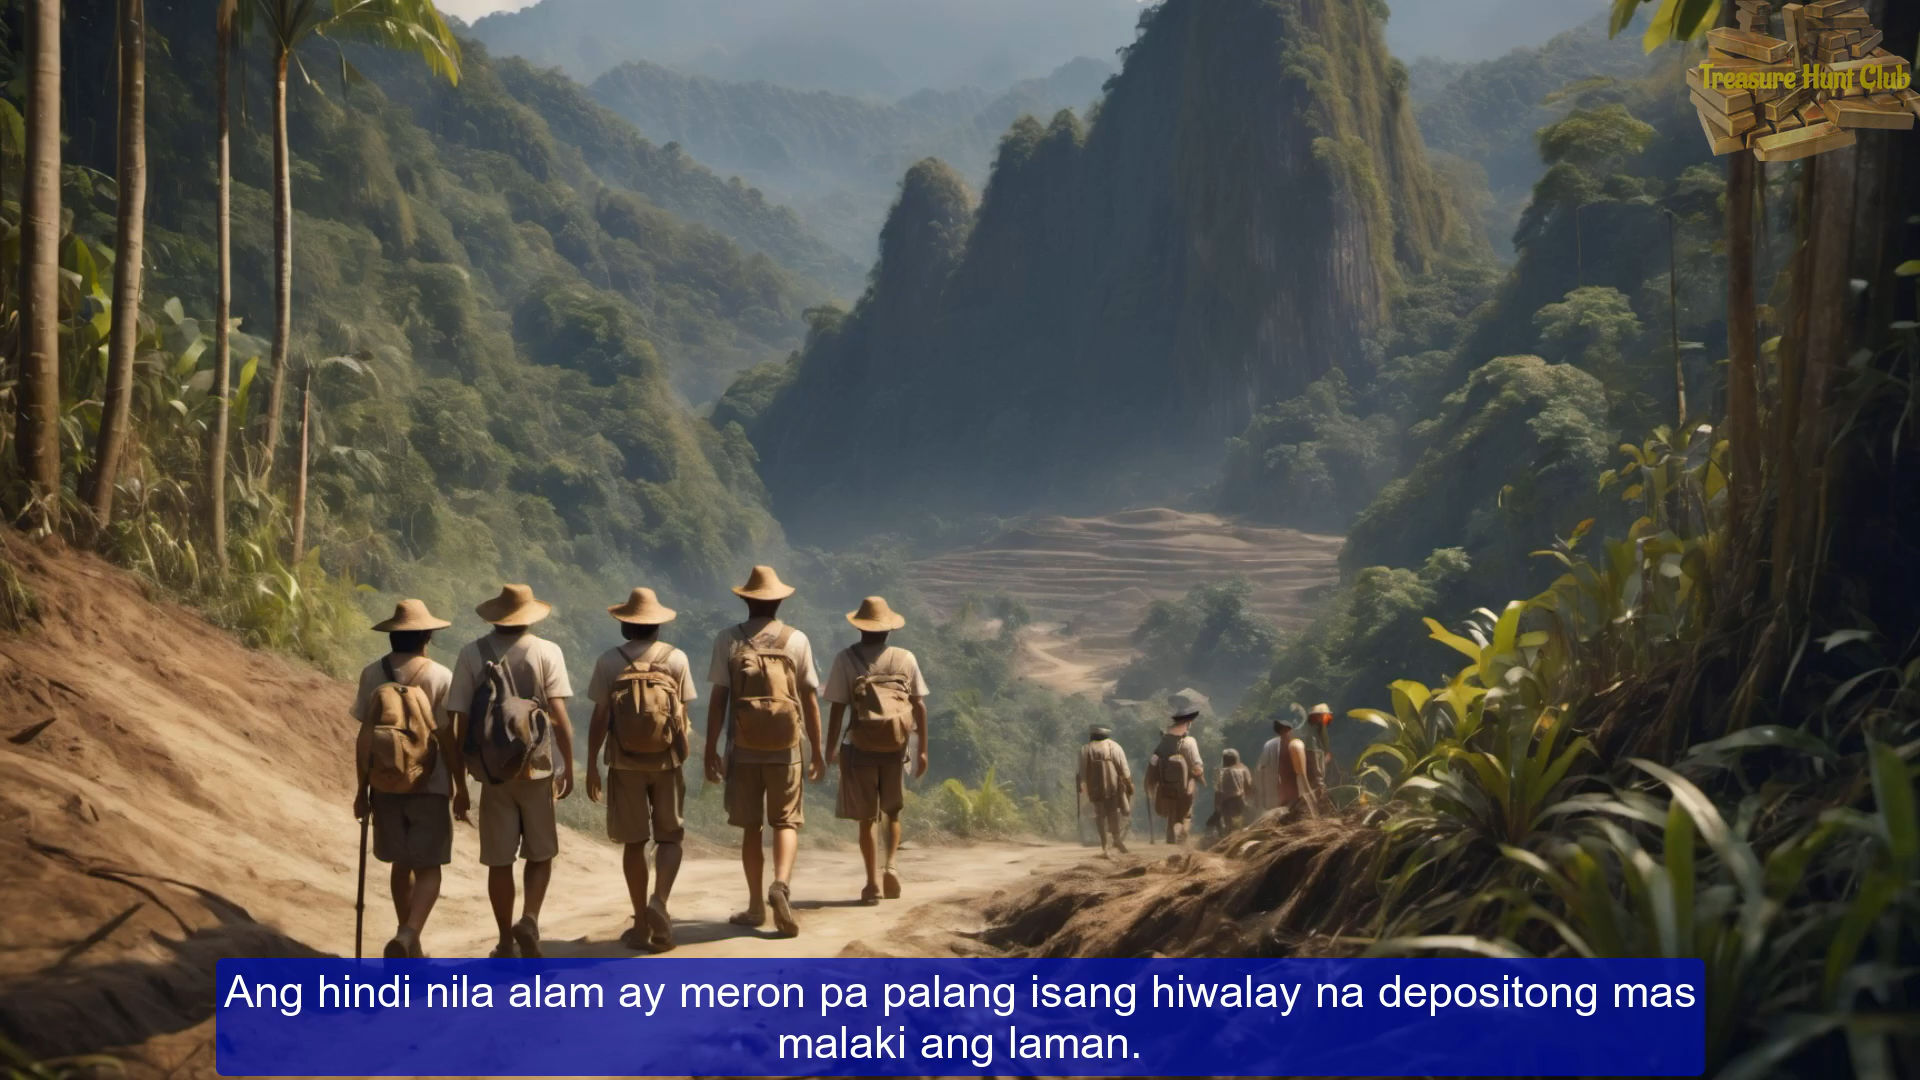 Treasure Hunt Club
Ang hindi nila alam ay meron pa palang isang hiwalay na depositong mas
malaki ang laman.